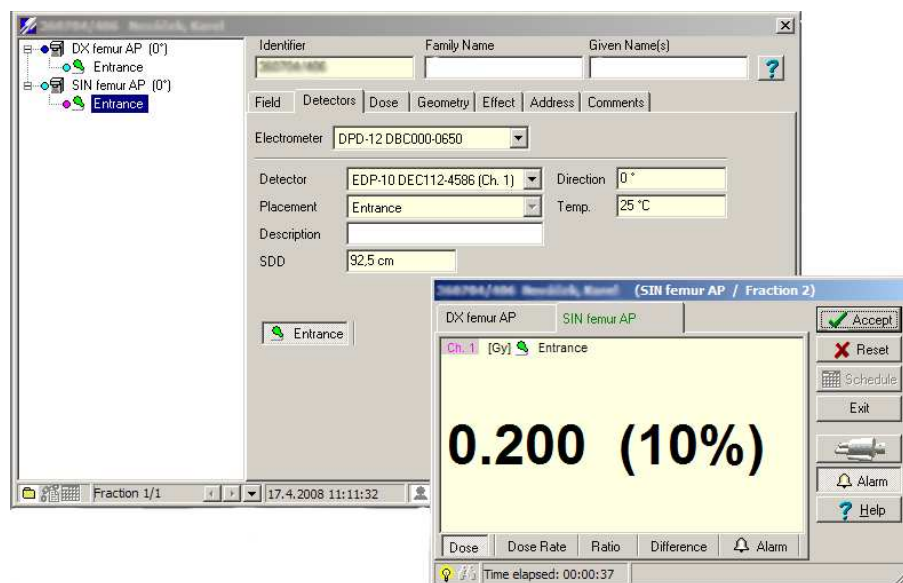 DX femur AP (0°)
Entrance
SIN femur AP (0°)
Entrance
Identifier Family Name Given Name(s)
?
Field Detectors Dose Geometry Effect Address Comments
Electrometer DPD-12 DBC000-0650
Detector EDP-10 DEC112-4586 (Ch. 1) Direction 0 °
Placement Entrance Temp. 25 °C
Description
SDD 92,5 cm
Entrance
Fraction 1/1 17.4.2008 11:11:32
(SIN femur AP / Fraction 2)
DX femur AP SIN femur AP
Ch. 1 [Gy] Entrance
0.200 (10%)
Accept
Reset
Schedule
Exit
Alarm
? Help
Dose Dose Rate Ratio Difference Alarm
Time elapsed: 00:00:37